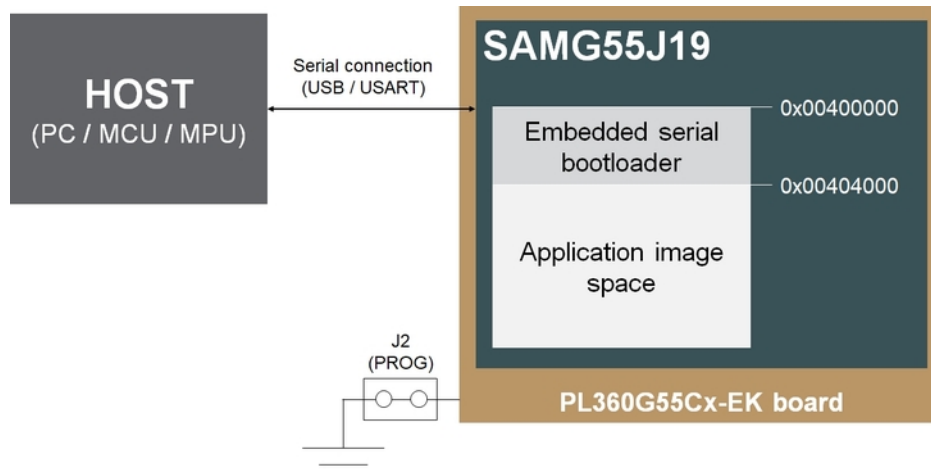 HOST
(PC / MCU / MPU)
Serial connection
(USB / USART)
SAMG55J19
0x00400000
Embedded serial
bootloader
0x00404000
Application image
space
J2
(PROG)
PL360G55Cx-EK board